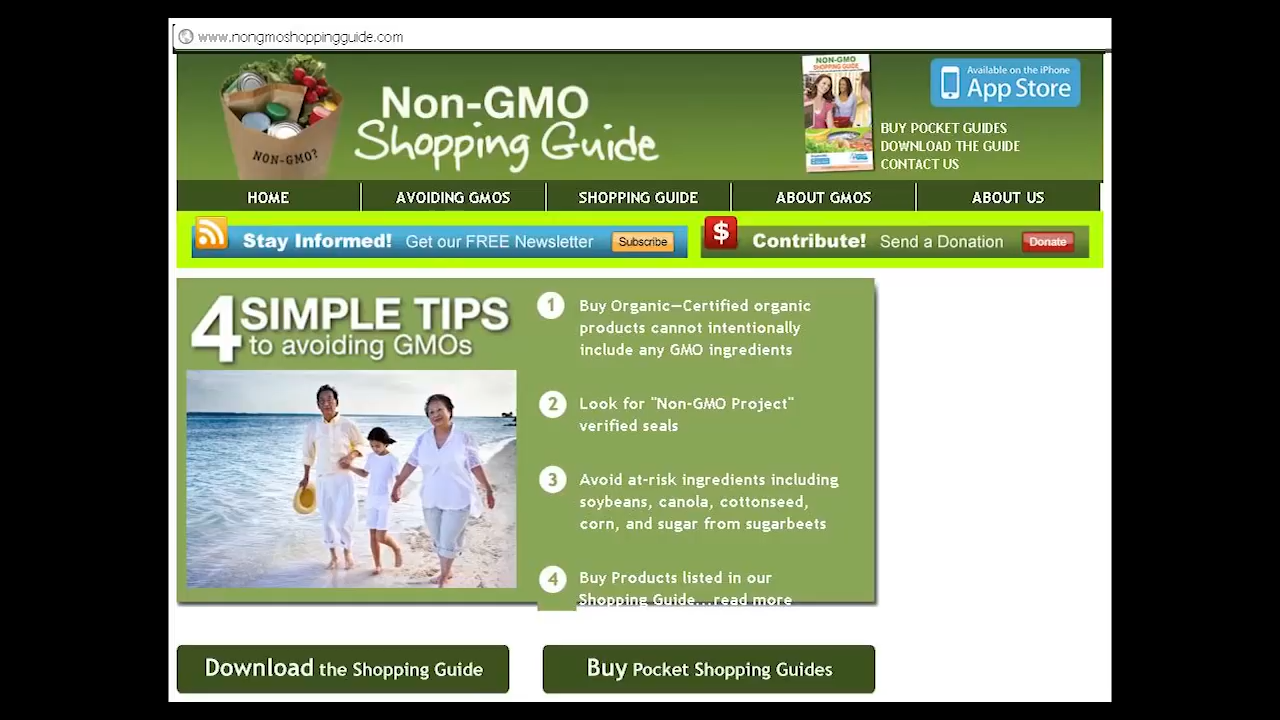 www.nongmoshoppingguide.com
NON-GMO?
Non-GMO
Shopping Guide
NON-GMO
SHOPPING GUIDE
Available on the iPhone
App Store
BUY POCKET GUIDES
DOWNLOAD THE GUIDE
CONTACT US
HOME
AVOIDING GMOS
SHOPPING GUIDE
ABOUT GMOS
ABOUT US
Stay Informed! Get our FREE Newsletter Subscribe
$ Contribute! Send a Donation Donate
4 SIMPLE TIPS
to avoiding GMOs
1 Buy Organic—Certified organic
products cannot intentionally
include any GMO ingredients
2 Look for "Non-GMO Project"
verified seals
3 Avoid at-risk ingredients including
soybeans, canola, cottonseed,
corn, and sugar from sugarbeets
4 Buy Products listed in our
Shopping Guide...read more
Download the Shopping Guide
Buy Pocket Shopping Guides